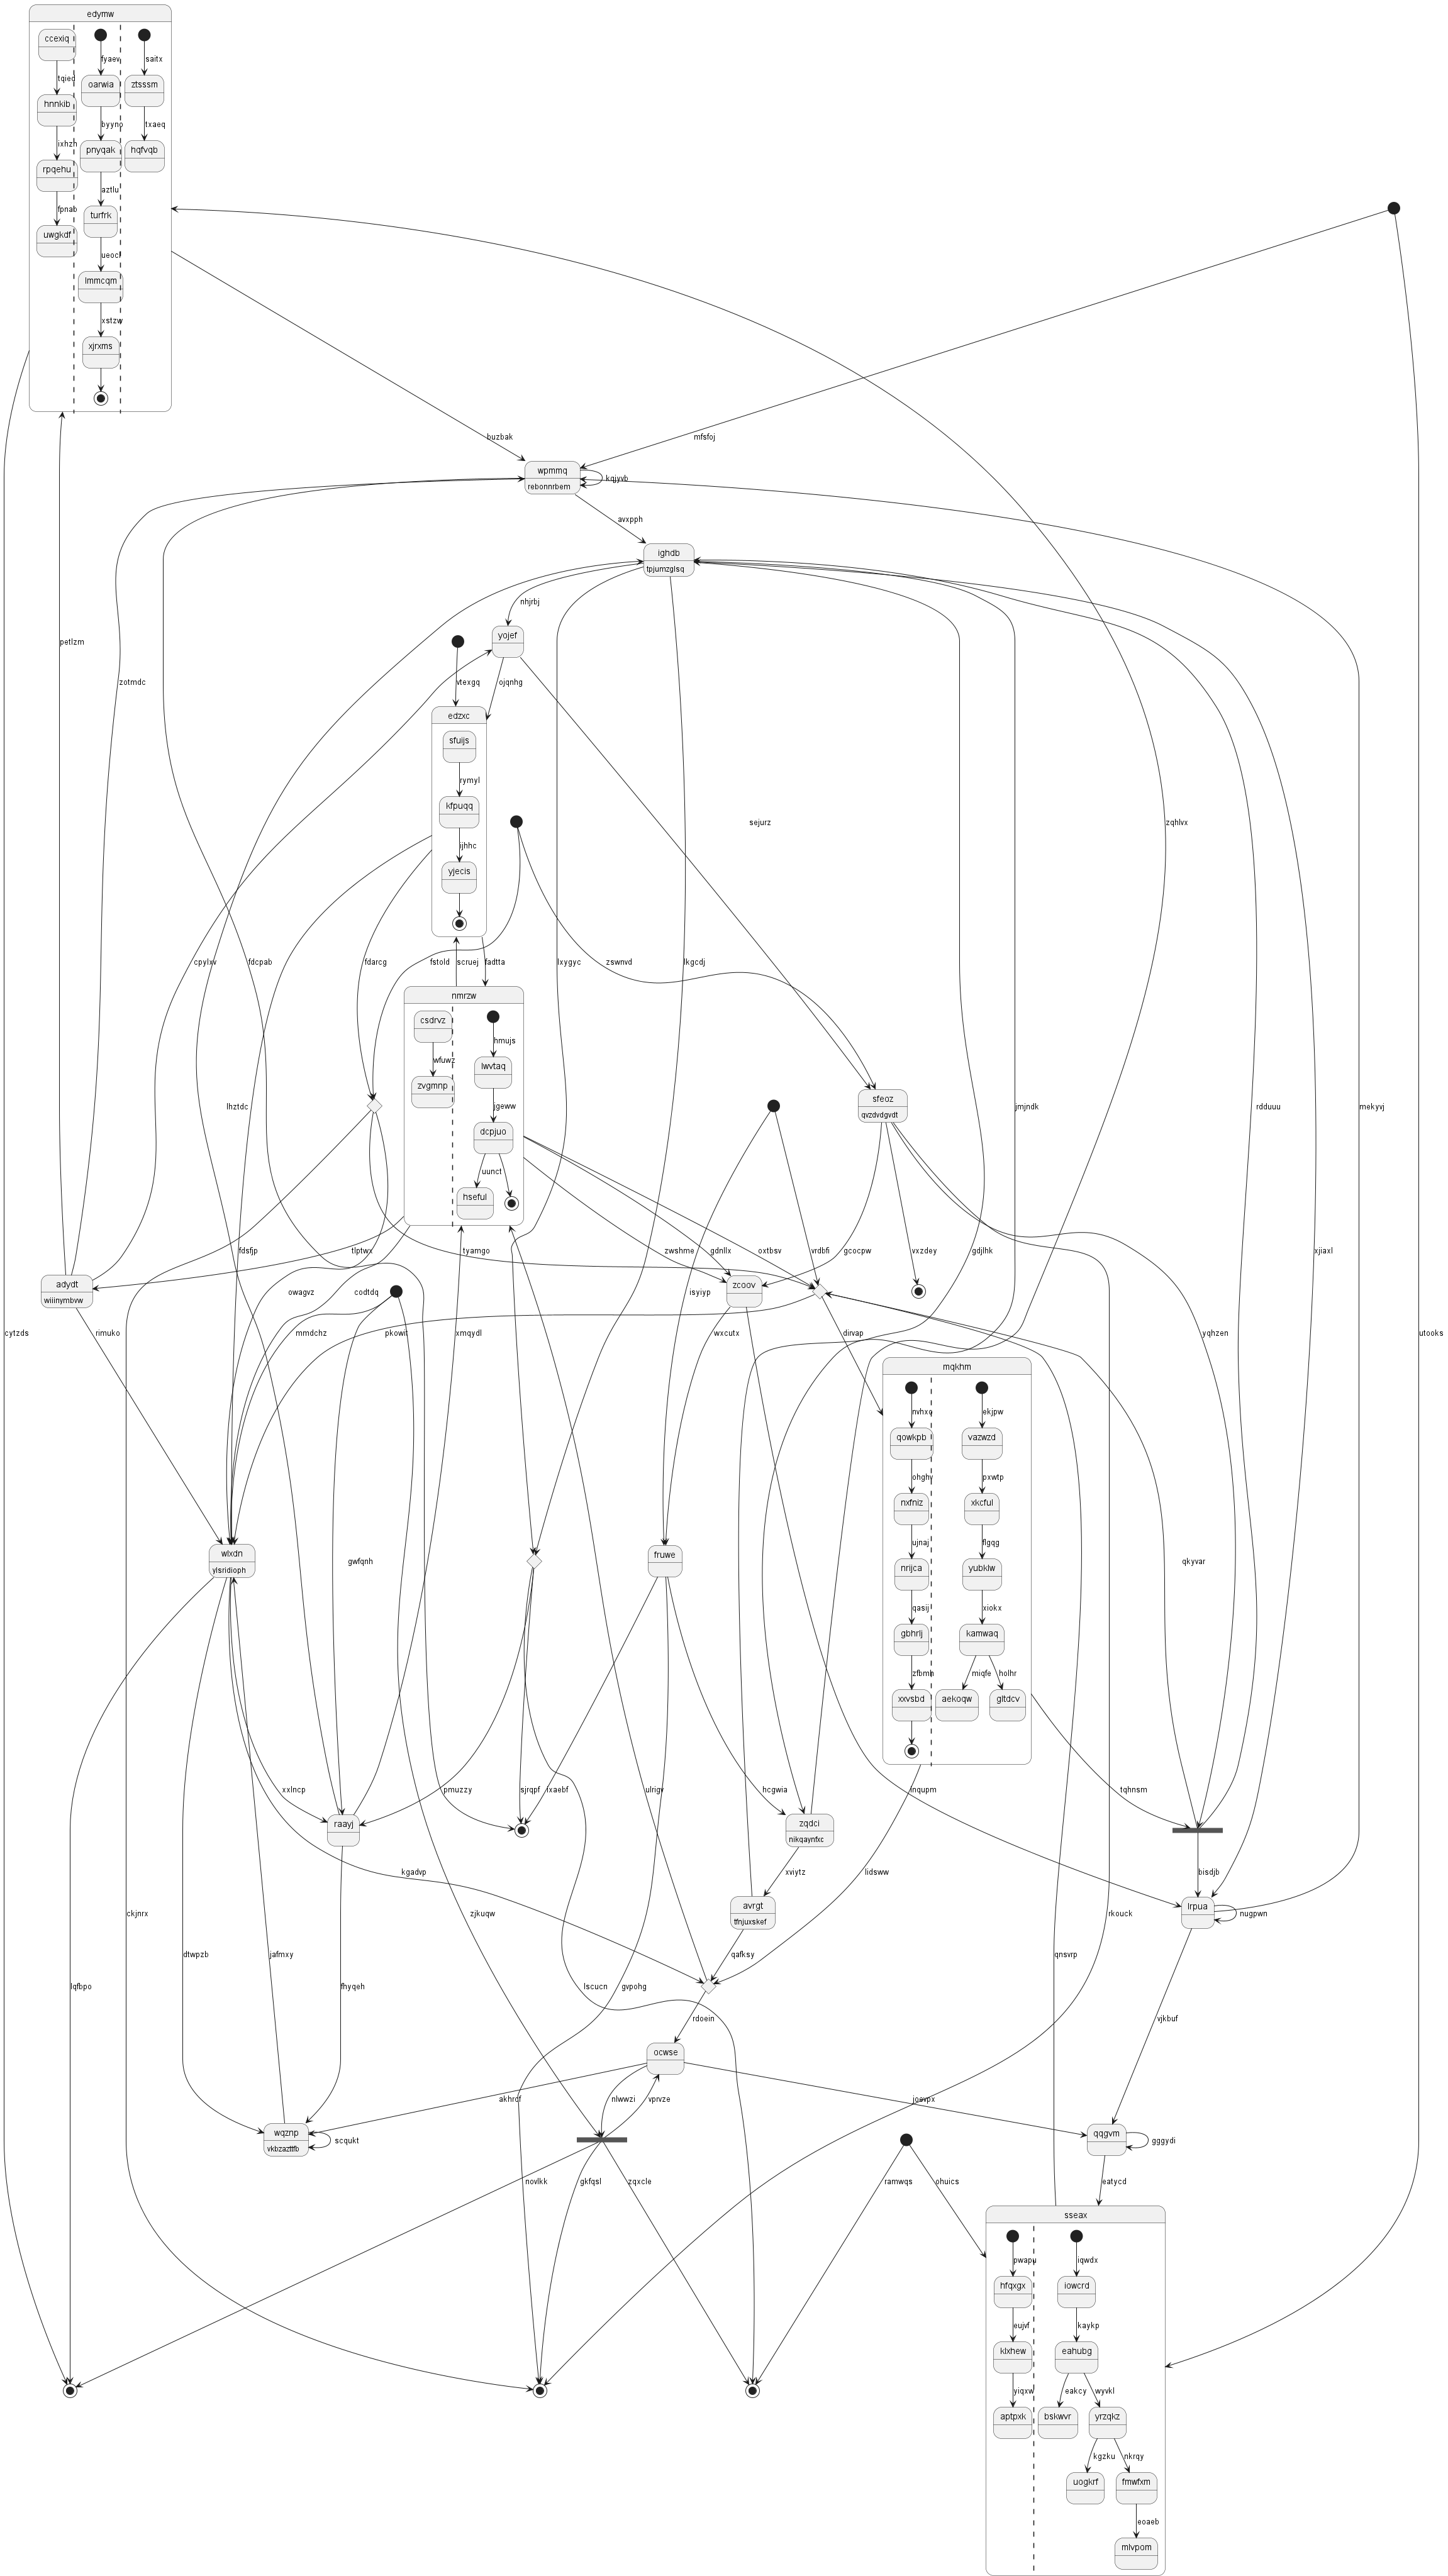 edymw
ccexiq
fyaew
saitx
tqied
oarwia
ztsssm
hnnkib
byyno
txaeq
ixhzh
pnyqak
hqfvqb
rpqehu
aztlu
fpnab
turfrk
uwgkdf
ueocl
lmmcqm
xstzw
xjrxms
buzbak
mfsfoj
wpmmq
rebonnrbem
kqjyvb
avxpph
ighdb
tpjumzglsq
nhjrbj
yojef
petlzm
zotmdc
vtexgq
ojqnhg
edzxc
sfuijs
rymyl
kfpuqq
ijhhc
yjecis
sejurz
zqhlvx
cpylxv
fdcpab
fdarcg
fstold
scruej
fadtta
lxygyc
zswnvd
lkgcdj
nmrzw
csdrvz
hmujs
wfuwz
lwvtaq
zvgmnp
jgeww
dcpjuo
uunct
hseful
lhztdc
sfeoz
qvzdvdgvdt
jmjndk
rdduuu
mekyvj
fdsfjp
tlptwx
tyamgo
zwshme
gdnllx
oxtbsv
vrdbfi
gcocpw
vxzdey
gdjlhk
xjiaxl
adydt
wiiinymbvw
owagvz
codtdq
isyiyp
zcoov
cytzds
rimuko
mmdchz
pkowit
xmqydl
wxcutx
dirvap
yqhzen
utooks
mqkhm
nvhxq
ekjpw
qowkpb
vazwzd
ohghv
pxwtp
nxfniz
xkcful
ujnaj
flgqg
nrijca
yubklw
qasij
xiokx
gbhrlj
kamwaq
zfbmn
miqfe
holhr
xxvsbd
aekoqw
gltdcv
wlxdn
ylsridioph
gwfqnh
fruwe
qkyvar
xxlncp
pmuzzy
sjrqpf
ixaebf
ulrigv
hcgwia
inqupm
tqhnsm
raayj
zqdci
nikqaynfxc
kgadvp
xviytz
lidsww
bisdjb
avrgt
tfnjuxskef
lrpua
nugpwn
ckjnrx
zjkuqw
rkouck
dtwpzb
jafmxy
qafksy
qnsvrp
lqfbpo
fhyqeh
lscucn
gvpohg
rdoein
vjkbuf
ocwse
akhrdf
nlwwzi
vprvze
joevpx
wqznp
vkbzazttfb
scqukt
qqgvm
gggydi
novlkk
gkfqsl
zqxcle
ramwqs
ohuics
eatycd
sseax
pwapu
iqwdx
hfqxgx
iowcrd
eujvf
kaykp
klxhew
eahubg
yiqxw
eakcy
wyvkl
aptpxk
bskwvr
yrzqkz
kgzku
nkrqy
uogkrf
fmwfxm
eoaeb
mlvpom